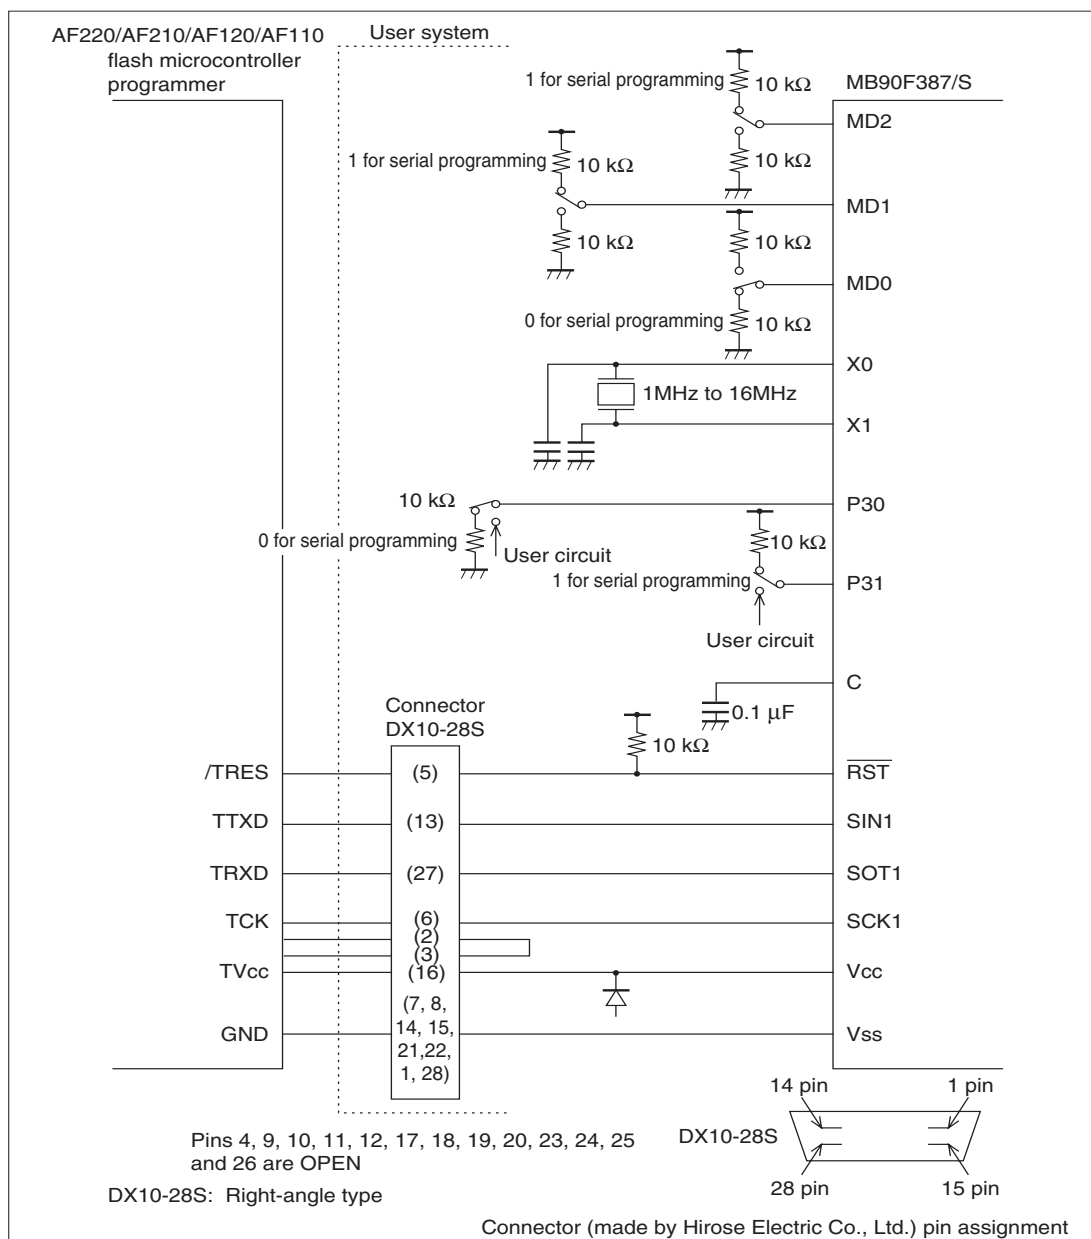 AF220/AF210/AF120/AF110
flash microcontroller
programmer
User system
MB90F387/S
1 for serial programming
10 kΩ
MD2
10 kΩ
1 for serial programming
10 kΩ
MD1
10 kΩ
10 kΩ
MD0
0 for serial programming
10 kΩ
X0
1MHz to 16MHz
X1
10 kΩ
P30
0 for serial programming
User circuit
10 kΩ
1 for serial programming
P31
User circuit
C
0.1 μF
Connector
DX10-28S
10 kΩ
/TRES
(5)
RST
TTXD
(13)
SIN1
TRXD
(27)
SOT1
TCK
(6)
SCK1
(2)
(3)
TVcc
(16)
Vcc
(7, 8,
14, 15,
21,22,
1, 28)
GND
Vss
14 pin
1 pin
DX10-28S
28 pin
15 pin
Pins 4, 9, 10, 11, 12, 17, 18, 19, 20, 23, 24, 25
and 26 are OPEN
DX10-28S: Right-angle type
Connector (made by Hirose Electric Co., Ltd.) pin assignment